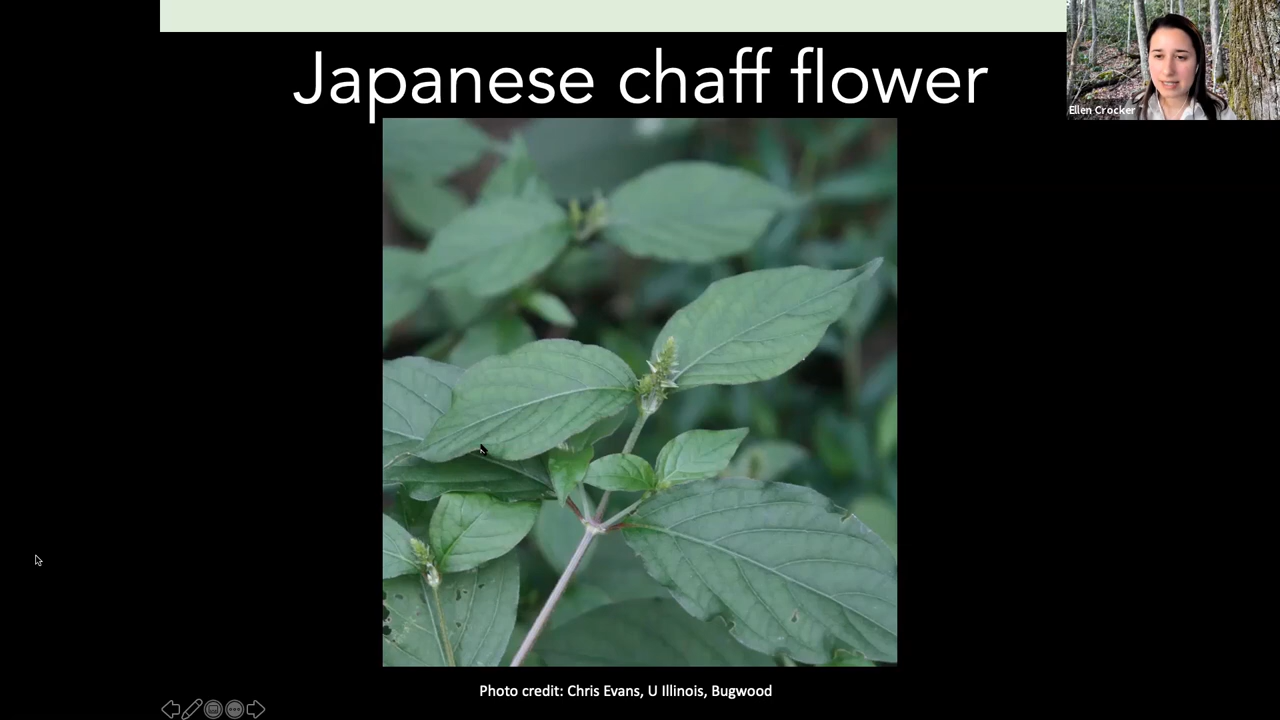 Japanese chaff flower
Ellen Crocker
Photo credit: Chris Evans, U Illinois, Bugwood